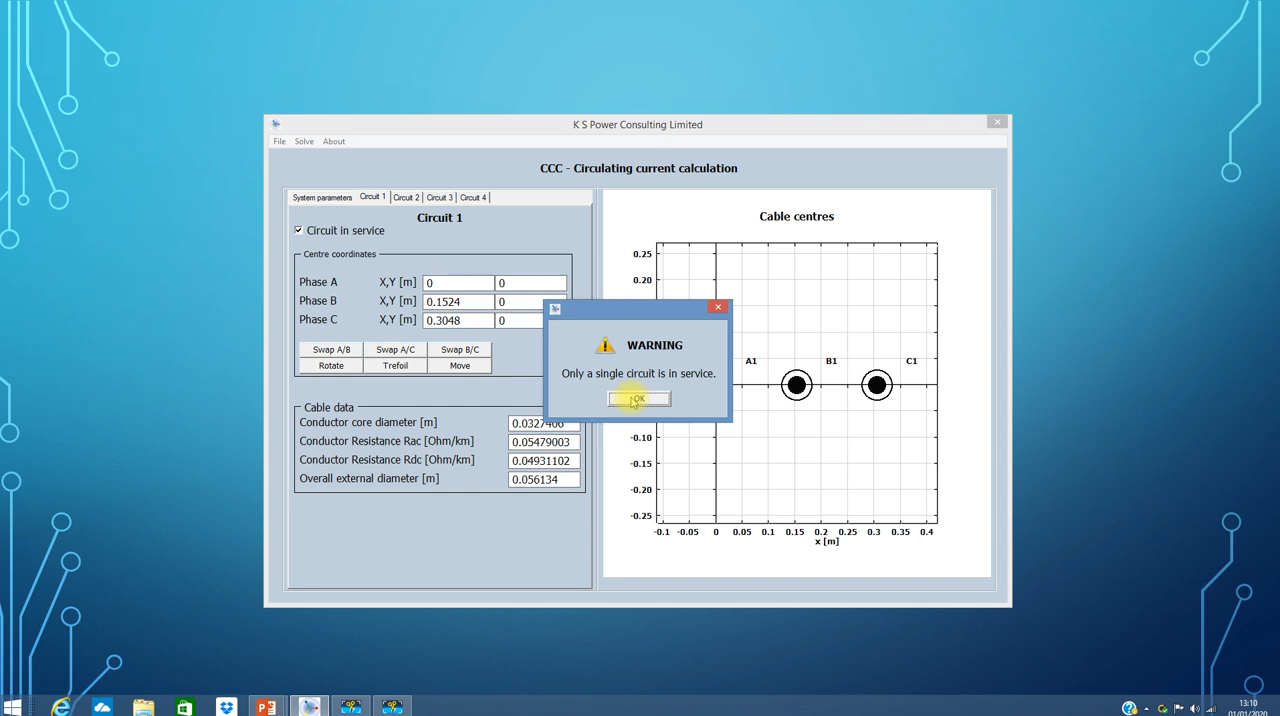 K S Power Consulting Limited
File Solve About
CCC - Circulating current calculation
System parameters Circuit 1 Circuit 2 Circuit 3 Circuit 4
Circuit 1
Circuit in service
Centre coordinates
Phase A X,Y [m] 0 0
Phase B X,Y [m] 0.1524 0
Phase C X,Y [m] 0.3048 0
Swap A/B Swap A/C Swap B/C
Rotate Trefoil Move
Cable data
Conductor core diameter [m] 0.0327406
Conductor Resistance Rac [Ohm/km] 0.05479003
Conductor Resistance Rdc [Ohm/km] 0.04931102
Overall external diameter [m] 0.056134
WARNING
Only a single circuit is in service.
OK
Cable centres
0.25
0.20
A1 B1 C1
-0.10
-0.15
-0.20
-0.25
-0.1 -0.05 0 0.05 0.1 0.15 0.2 0.25 0.3 0.35 0.4
x [m]
13:10
01/01/2020